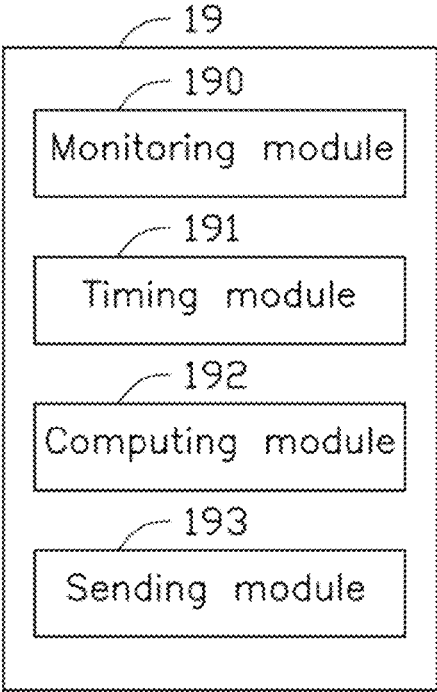 19
190
Monitoring module
191
Timing module
192
Computing module
193
Sending module